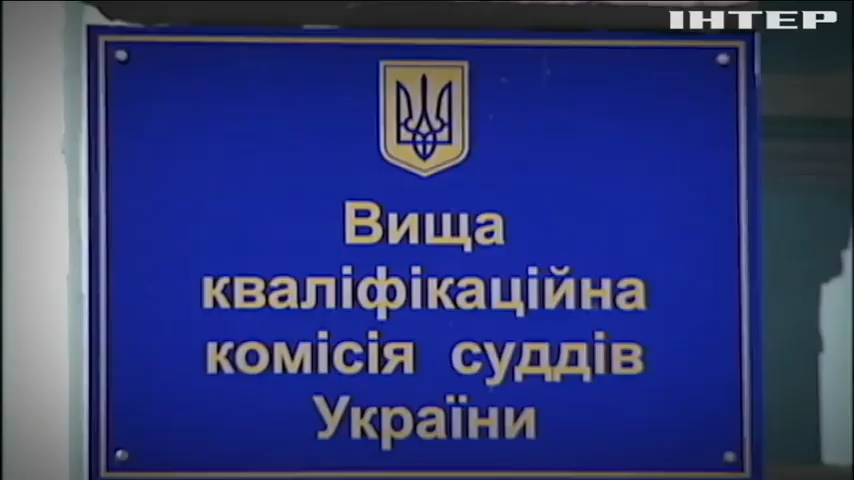 ІНТЕР
Вища
кваліфікаційна
комісія суддів
України